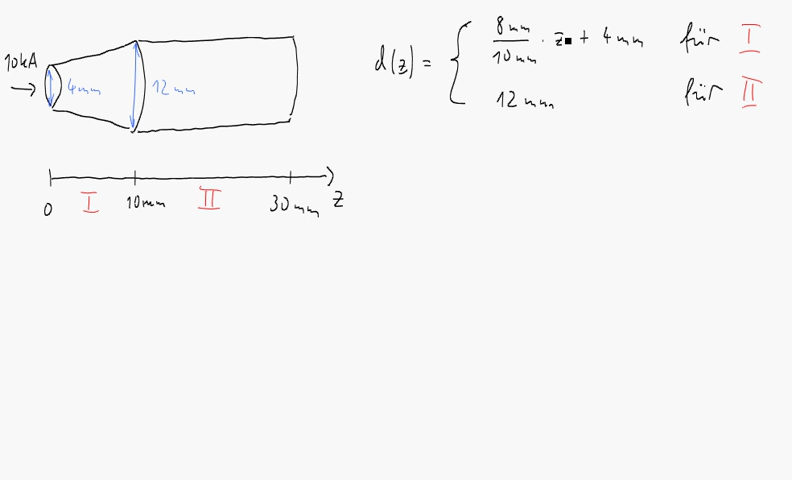 10kA
4mm
12mm
0
I
10mm
II
30mm
z
d(z) = { 8mm/10mm · z + 4mm für I
12mm für II